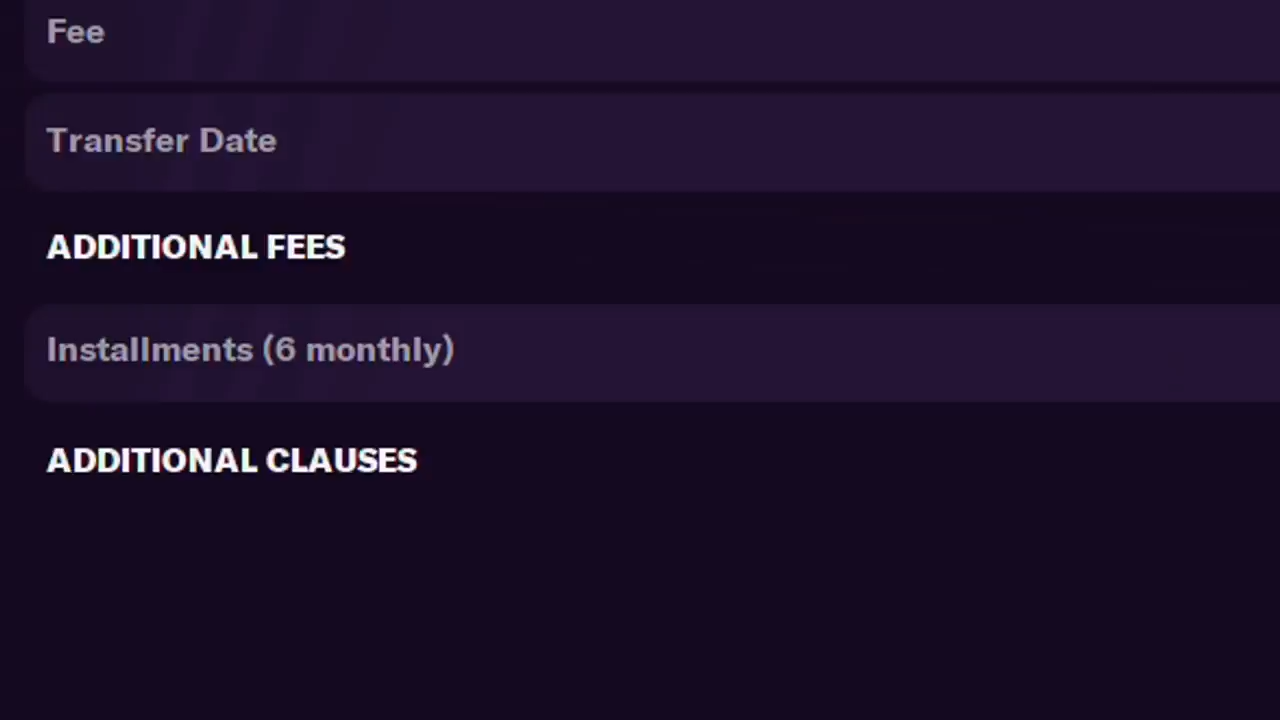 Fee
Transfer Date
ADDITIONAL FEES
Installments (6 monthly)
ADDITIONAL CLAUSES